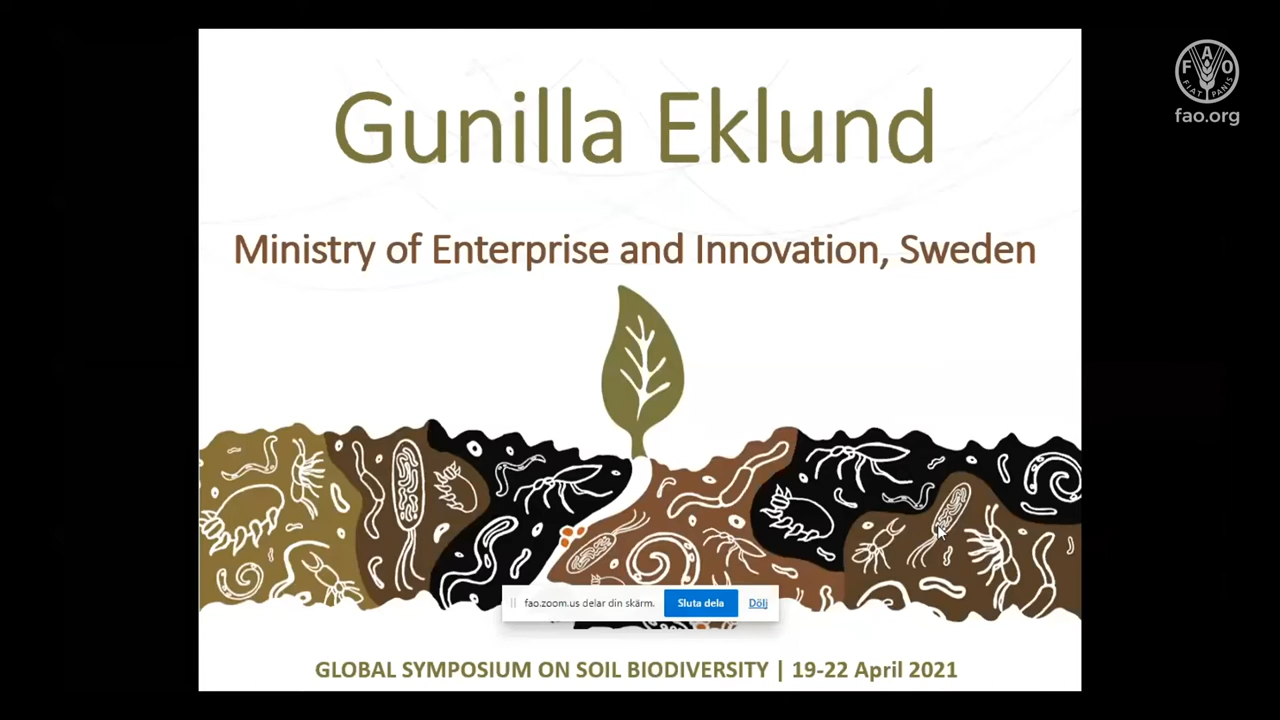 Gunilla Eklund
Ministry of Enterprise and Innovation, Sweden
F A O
FIAT PANIS
fao.org
fao.zoom.us delar din skärm. Sluta dela Dölj
GLOBAL SYMPOSIUM ON SOIL BIODIVERSITY | 19-22 April 2021